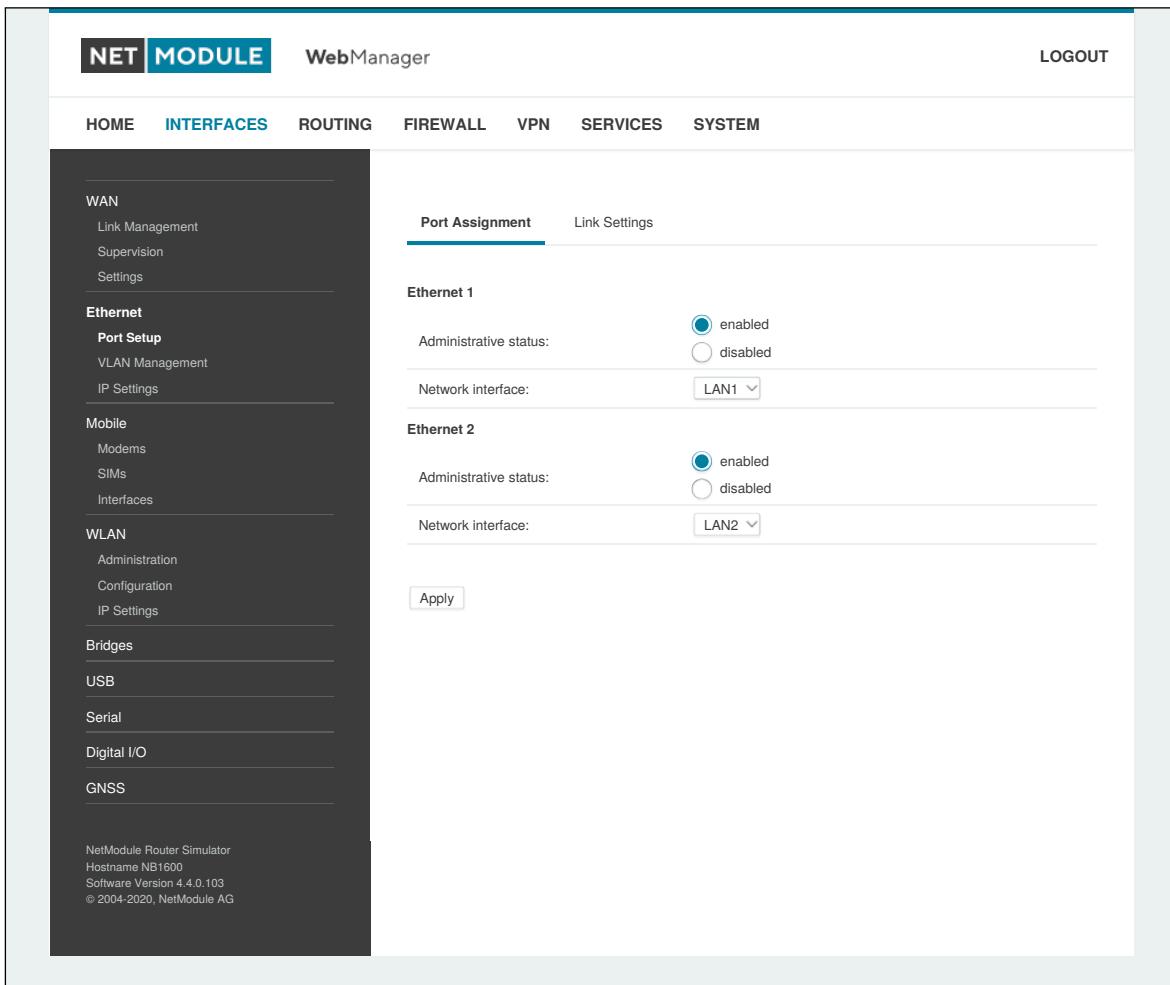 NET MODULE WebManager LOGOUT
HOME INTERFACES ROUTING FIREWALL VPN SERVICES SYSTEM
WAN
Link Management
Supervision
Settings
Ethernet
Port Setup
VLAN Management
IP Settings
Mobile
Modems
SIMs
Interfaces
WLAN
Administration
Configuration
IP Settings
Bridges
USB
Serial
Digital I/O
GNSS
NetModule Router Simulator
Hostname NB1600
Software Version 4.4.0.103
© 2004-2020, NetModule AG
Port Assignment Link Settings
Ethernet 1
Administrative status:
enabled
disabled
Network interface: LAN1
Ethernet 2
Administrative status:
enabled
disabled
Network interface: LAN2
Apply